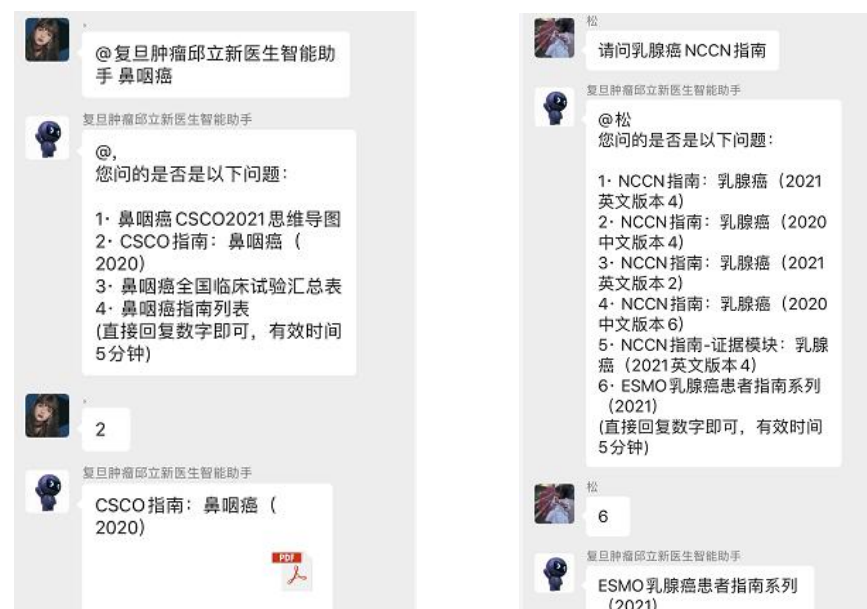 ,
@复旦肿瘤邱立新医生智能助
手 鼻咽癌
复旦肿瘤邱立新医生智能助手
@,
您问的是否是以下问题：
1· 鼻咽癌CSCO2021思维导图
2· CSCO指南：鼻咽癌（
2020）
3· 鼻咽癌全国临床试验汇总表
4· 鼻咽癌指南列表
(直接回复数字即可，有效时间
5分钟)
,
2
复旦肿瘤邱立新医生智能助手
CSCO指南：鼻咽癌（
2020）
PDF
松
请问乳腺癌NCCN指南
复旦肿瘤邱立新医生智能助手
@松
您问的是否是以下问题：
1· NCCN指南：乳腺癌（2021
英文版本4）
2· NCCN指南：乳腺癌（2020
中文版本4）
3· NCCN指南：乳腺癌（2021
英文版本2）
4· NCCN指南：乳腺癌（2020
中文版本6）
5· NCCN指南-证据模块：乳腺
癌（2021英文版本4）
6· ESMO乳腺癌患者指南系列
（2021）
(直接回复数字即可，有效时间
5分钟)
松
6
复旦肿瘤邱立新医生智能助手
ESMO乳腺癌患者指南系列
（2021）